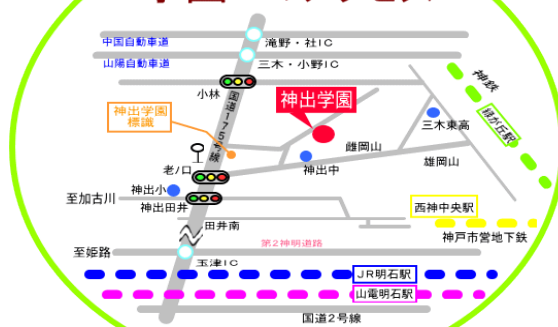 中国自動車道
滝野・社IC
山陽自動車道
三木・小野IC
小林
国道175号線
神鉄
緑が丘駅
神出学園
神出学園
標識
三木東高
雌岡山
雄岡山
神出中
老ノ口
神出小
至加古川
神出田井
西神中央駅
田井南
神戸市営地下鉄
第2神明道路
至姫路
玉津IC
JR明石駅
山電明石駅
国道2号線